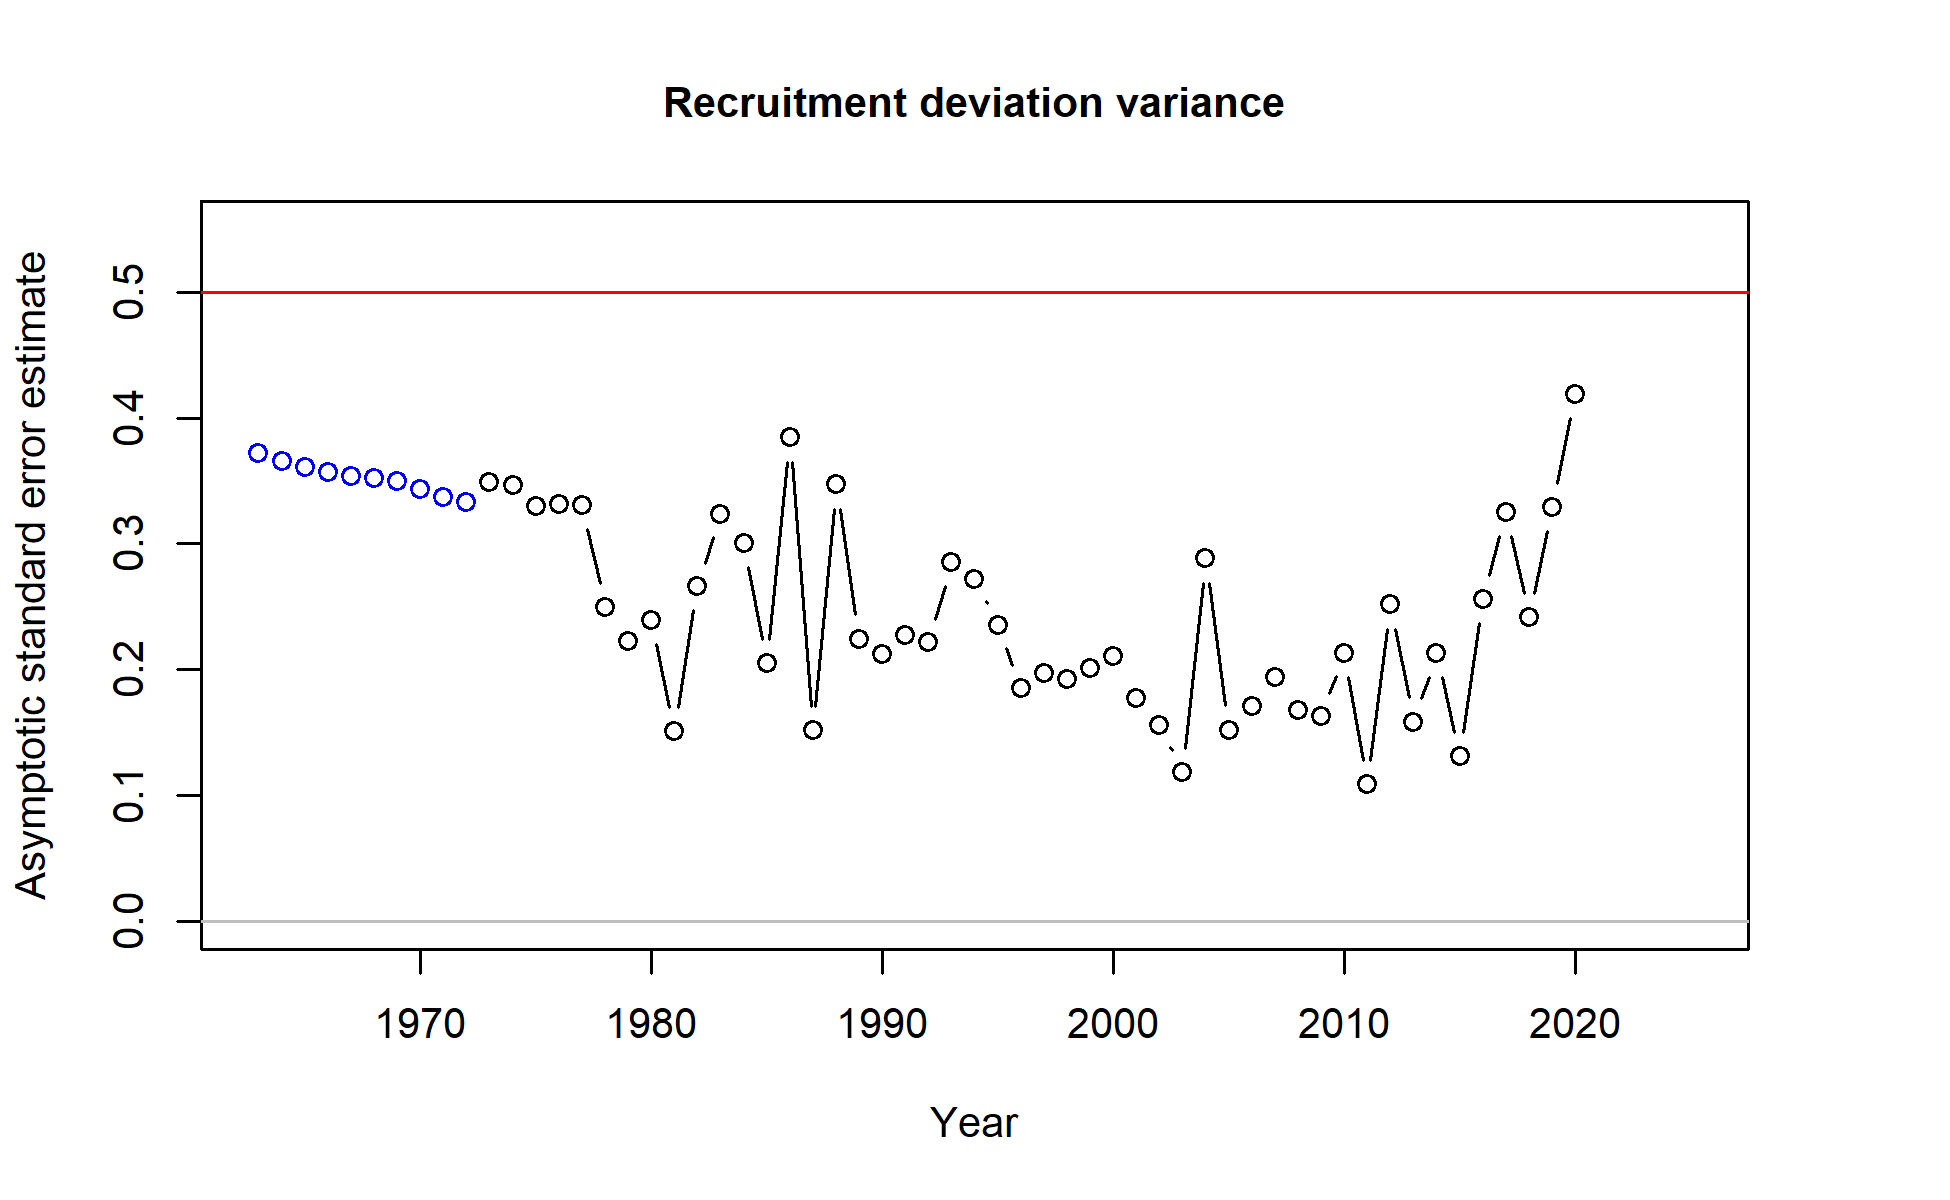 Recruitment deviation variance
Asymptotic standard error estimate
0.5
0.4
0.3
0.2
0.1
0.0
1970 1980 1990 2000 2010 2020
Year